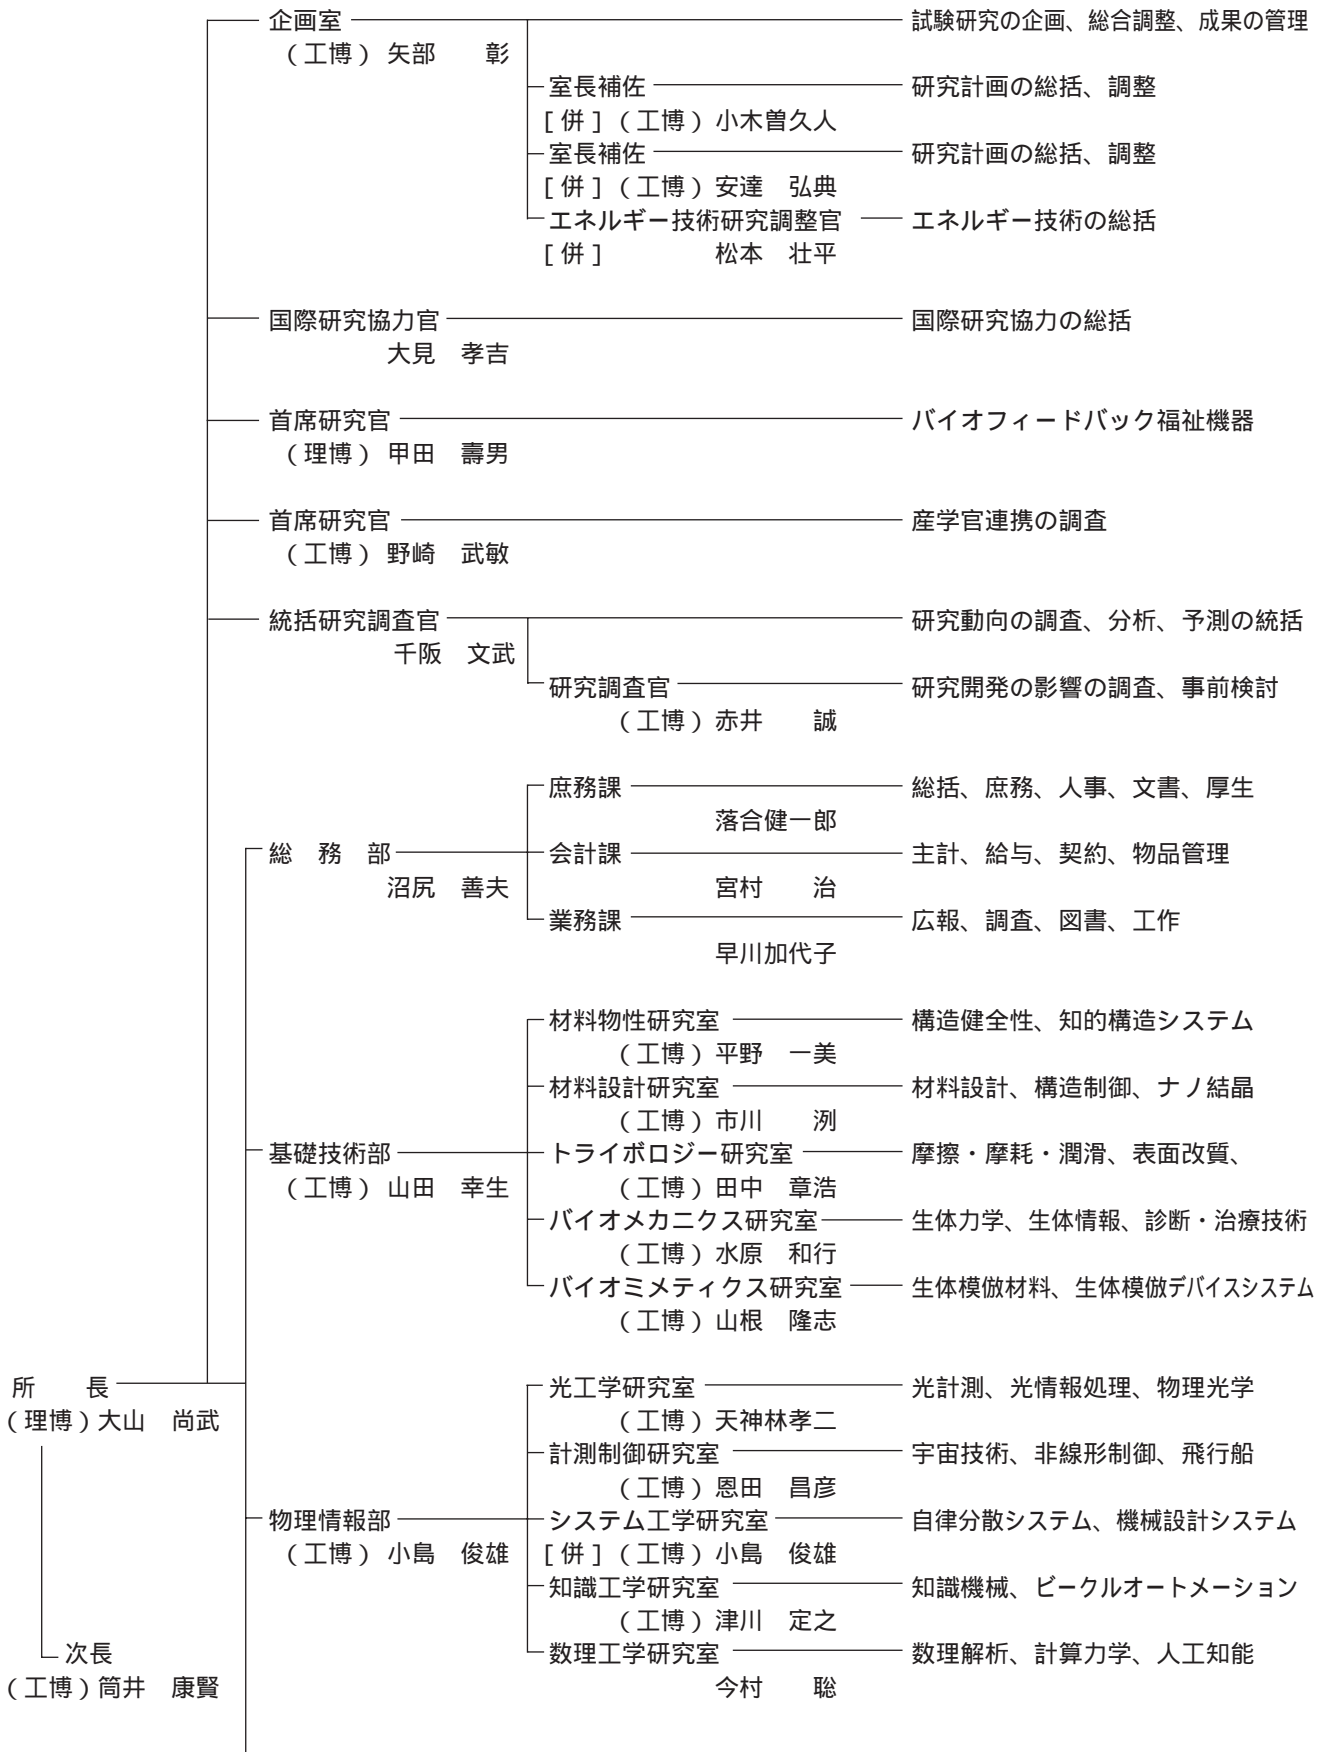 企画室 試験研究の企画、総合調整、成果の管理
（工博）矢部　　彰
室長補佐 研究計画の総括、調整
［併］（工博）小木曽久人
室長補佐 研究計画の総括、調整
［併］（工博）安達　弘典
エネルギー技術研究調整官 エネルギー技術の総括
［併］　　　　松本　壮平
国際研究協力官 国際研究協力の総括
大見　孝吉
首席研究官 バイオフィードバック福祉機器
（理博）甲田　壽男
首席研究官 産学官連携の調査
（工博）野崎　武敏
統括研究調査官 研究動向の調査、分析、予測の統括
千阪　文武
研究調査官 研究開発の影響の調査、事前検討
（工博）赤井　　誠
庶務課 総括、庶務、人事、文書、厚生
落合健一郎
総　務　部 会計課 主計、給与、契約、物品管理
沼尻　善夫 宮村　　治
業務課 広報、調査、図書、工作
早川加代子
材料物性研究室 構造健全性、知的構造システム
（工博）平野　一美
材料設計研究室 材料設計、構造制御、ナノ結晶
（工博）市川　　洌
基礎技術部 トライボロジー研究室 摩擦・摩耗・潤滑、表面改質、
（工博）山田　幸生 （工博）田中　章浩
バイオメカニクス研究室 生体力学、生体情報、診断・治療技術
（工博）水原　和行
バイオミメティクス研究室 生体模倣材料、生体模倣デバイスシステム
（工博）山根　隆志
所　　長 光工学研究室 光計測、光情報処理、物理光学
（理博）大山　尚武 （工博）天神林孝二
計測制御研究室 宇宙技術、非線形制御、飛行船
（工博）恩田　昌彦
物理情報部 システム工学研究室 自律分散システム、機械設計システム
（工博）小島　俊雄 ［併］（工博）小島　俊雄
知識工学研究室 知識機械、ビークルオートメーション
（工博）津川　定之
次長 数理工学研究室 数理解析、計算力学、人工知能
（工博）筒井　康賢 今村　　聡